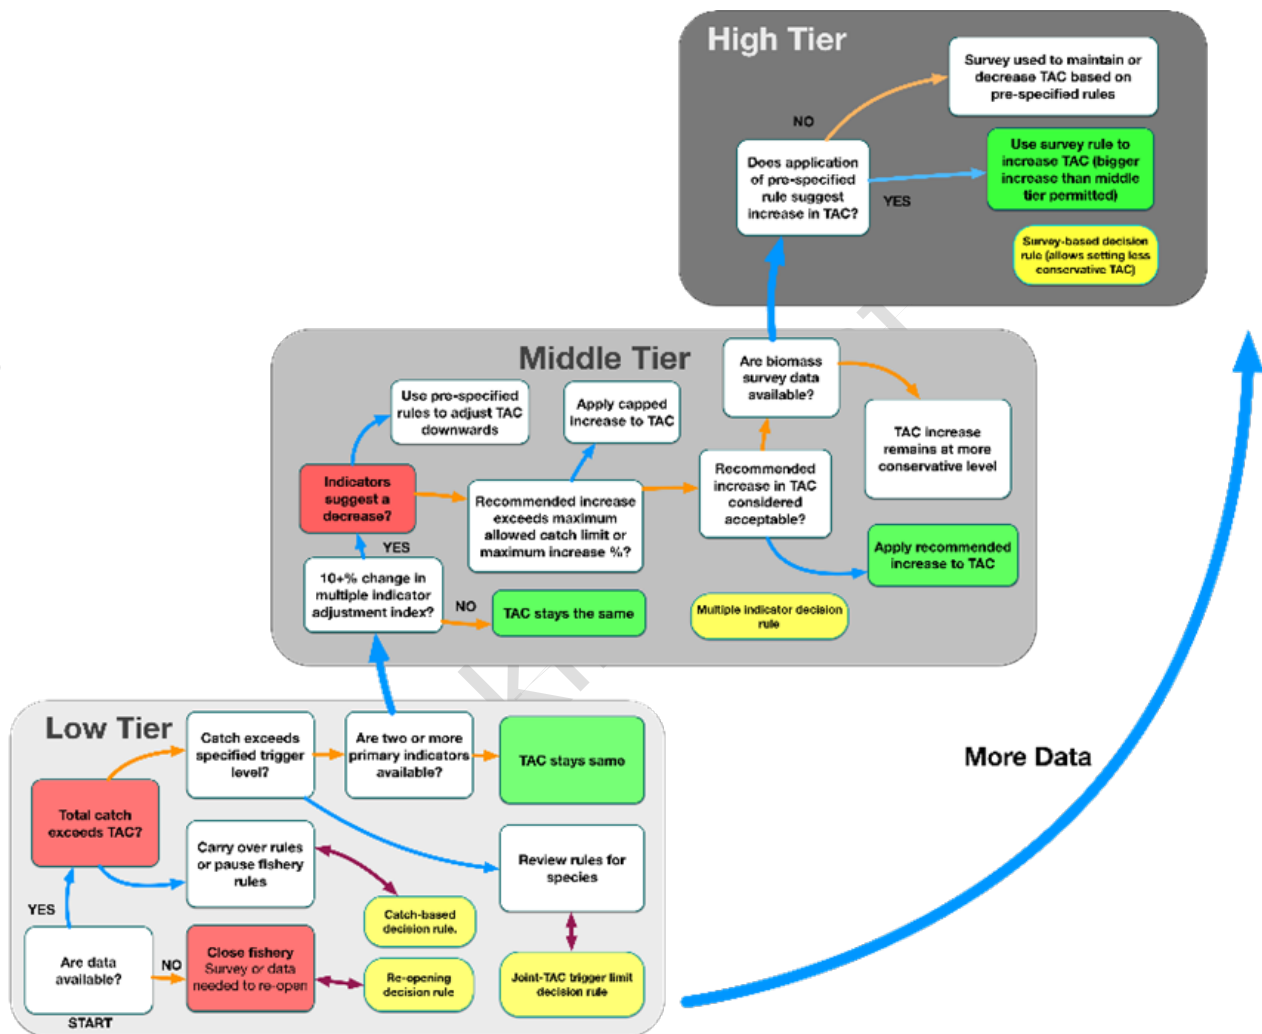 High Tier
Survey used to maintain or
decrease TAC based on
pre-specified rules
NO
Does application
of pre-specified
rule suggest
increase in TAC?
YES
Use survey rule to
increase TAC (bigger
increase than middle
tier permitted)
Survey-based decision
rule (allows setting less
conservative TAC)
Middle Tier
Use pre-specified
rules to adjust TAC
downwards
Apply capped
increase to TAC
Are biomass
survey data
available?
TAC increase
remains at more
conservative level
Indicators
suggest a
decrease?
Recommended increase
exceeds maximum
allowed catch limit or
maximum increase %?
Recommended
increase in TAC
considered
acceptable?
Apply recommended
increase to TAC
YES
10+% change in
multiple indicator
adjustment index?
NO
TAC stays the same
Multiple indicator decision
rule
Low Tier
Catch exceeds
specified trigger
level?
Are two or more
primary indicators
available?
TAC stays same
Total catch
exceeds TAC?
Carry over rules
or pause fishery
rules
Review rules for
species
YES
Catch-based
decision rule.
Are data
available?
NO
Close fishery
Survey or data
needed to re-open
Re-opening
decision rule
Joint-TAC trigger limit
decision rule
START
More Data